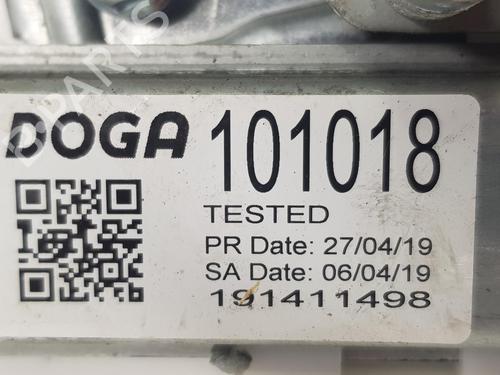 DOGA 101018
TESTED
PR Date: 27/04/19
SA Date: 06/04/19
191411498